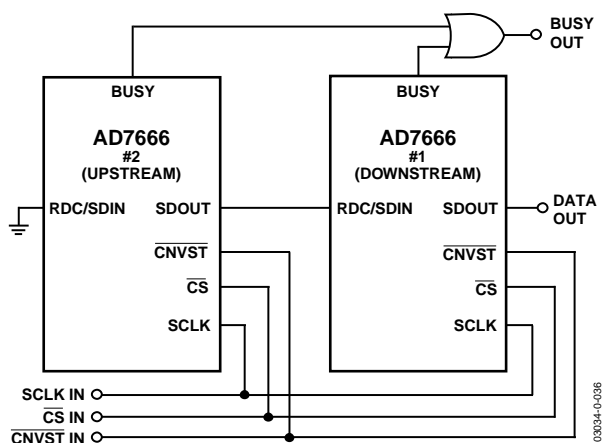 BUSY
OUT
BUSY
BUSY
AD7666
#2
(UPSTREAM)
AD7666
#1
(DOWNSTREAM)
RDC/SDIN SDOUT
RDC/SDIN SDOUT
DATA
OUT
CNVST
CNVST
CS
CS
SCLK
SCLK
SCLK IN
CS IN
CNVST IN
03034-0-036